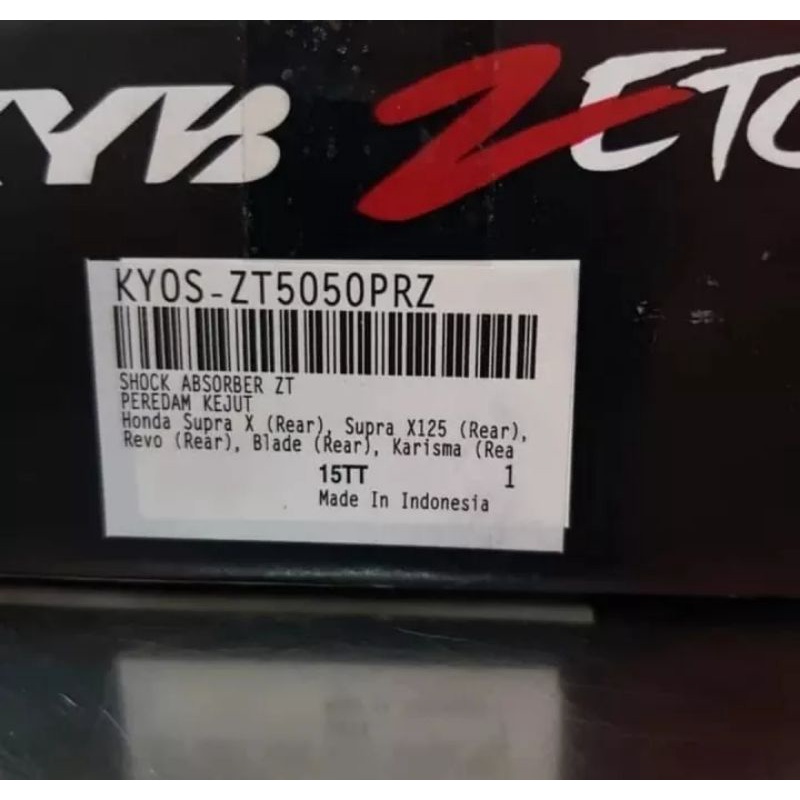 KYB ZETO
KYOS-ZT5050PRZ
SHOCK ABSORBER ZT
PEREDAM KEJUT
Honda Supra X (Rear), Supra X125 (Rear),
Revo (Rear), Blade (Rear), Karisma (Rea
15TT 1
Made In Indonesia